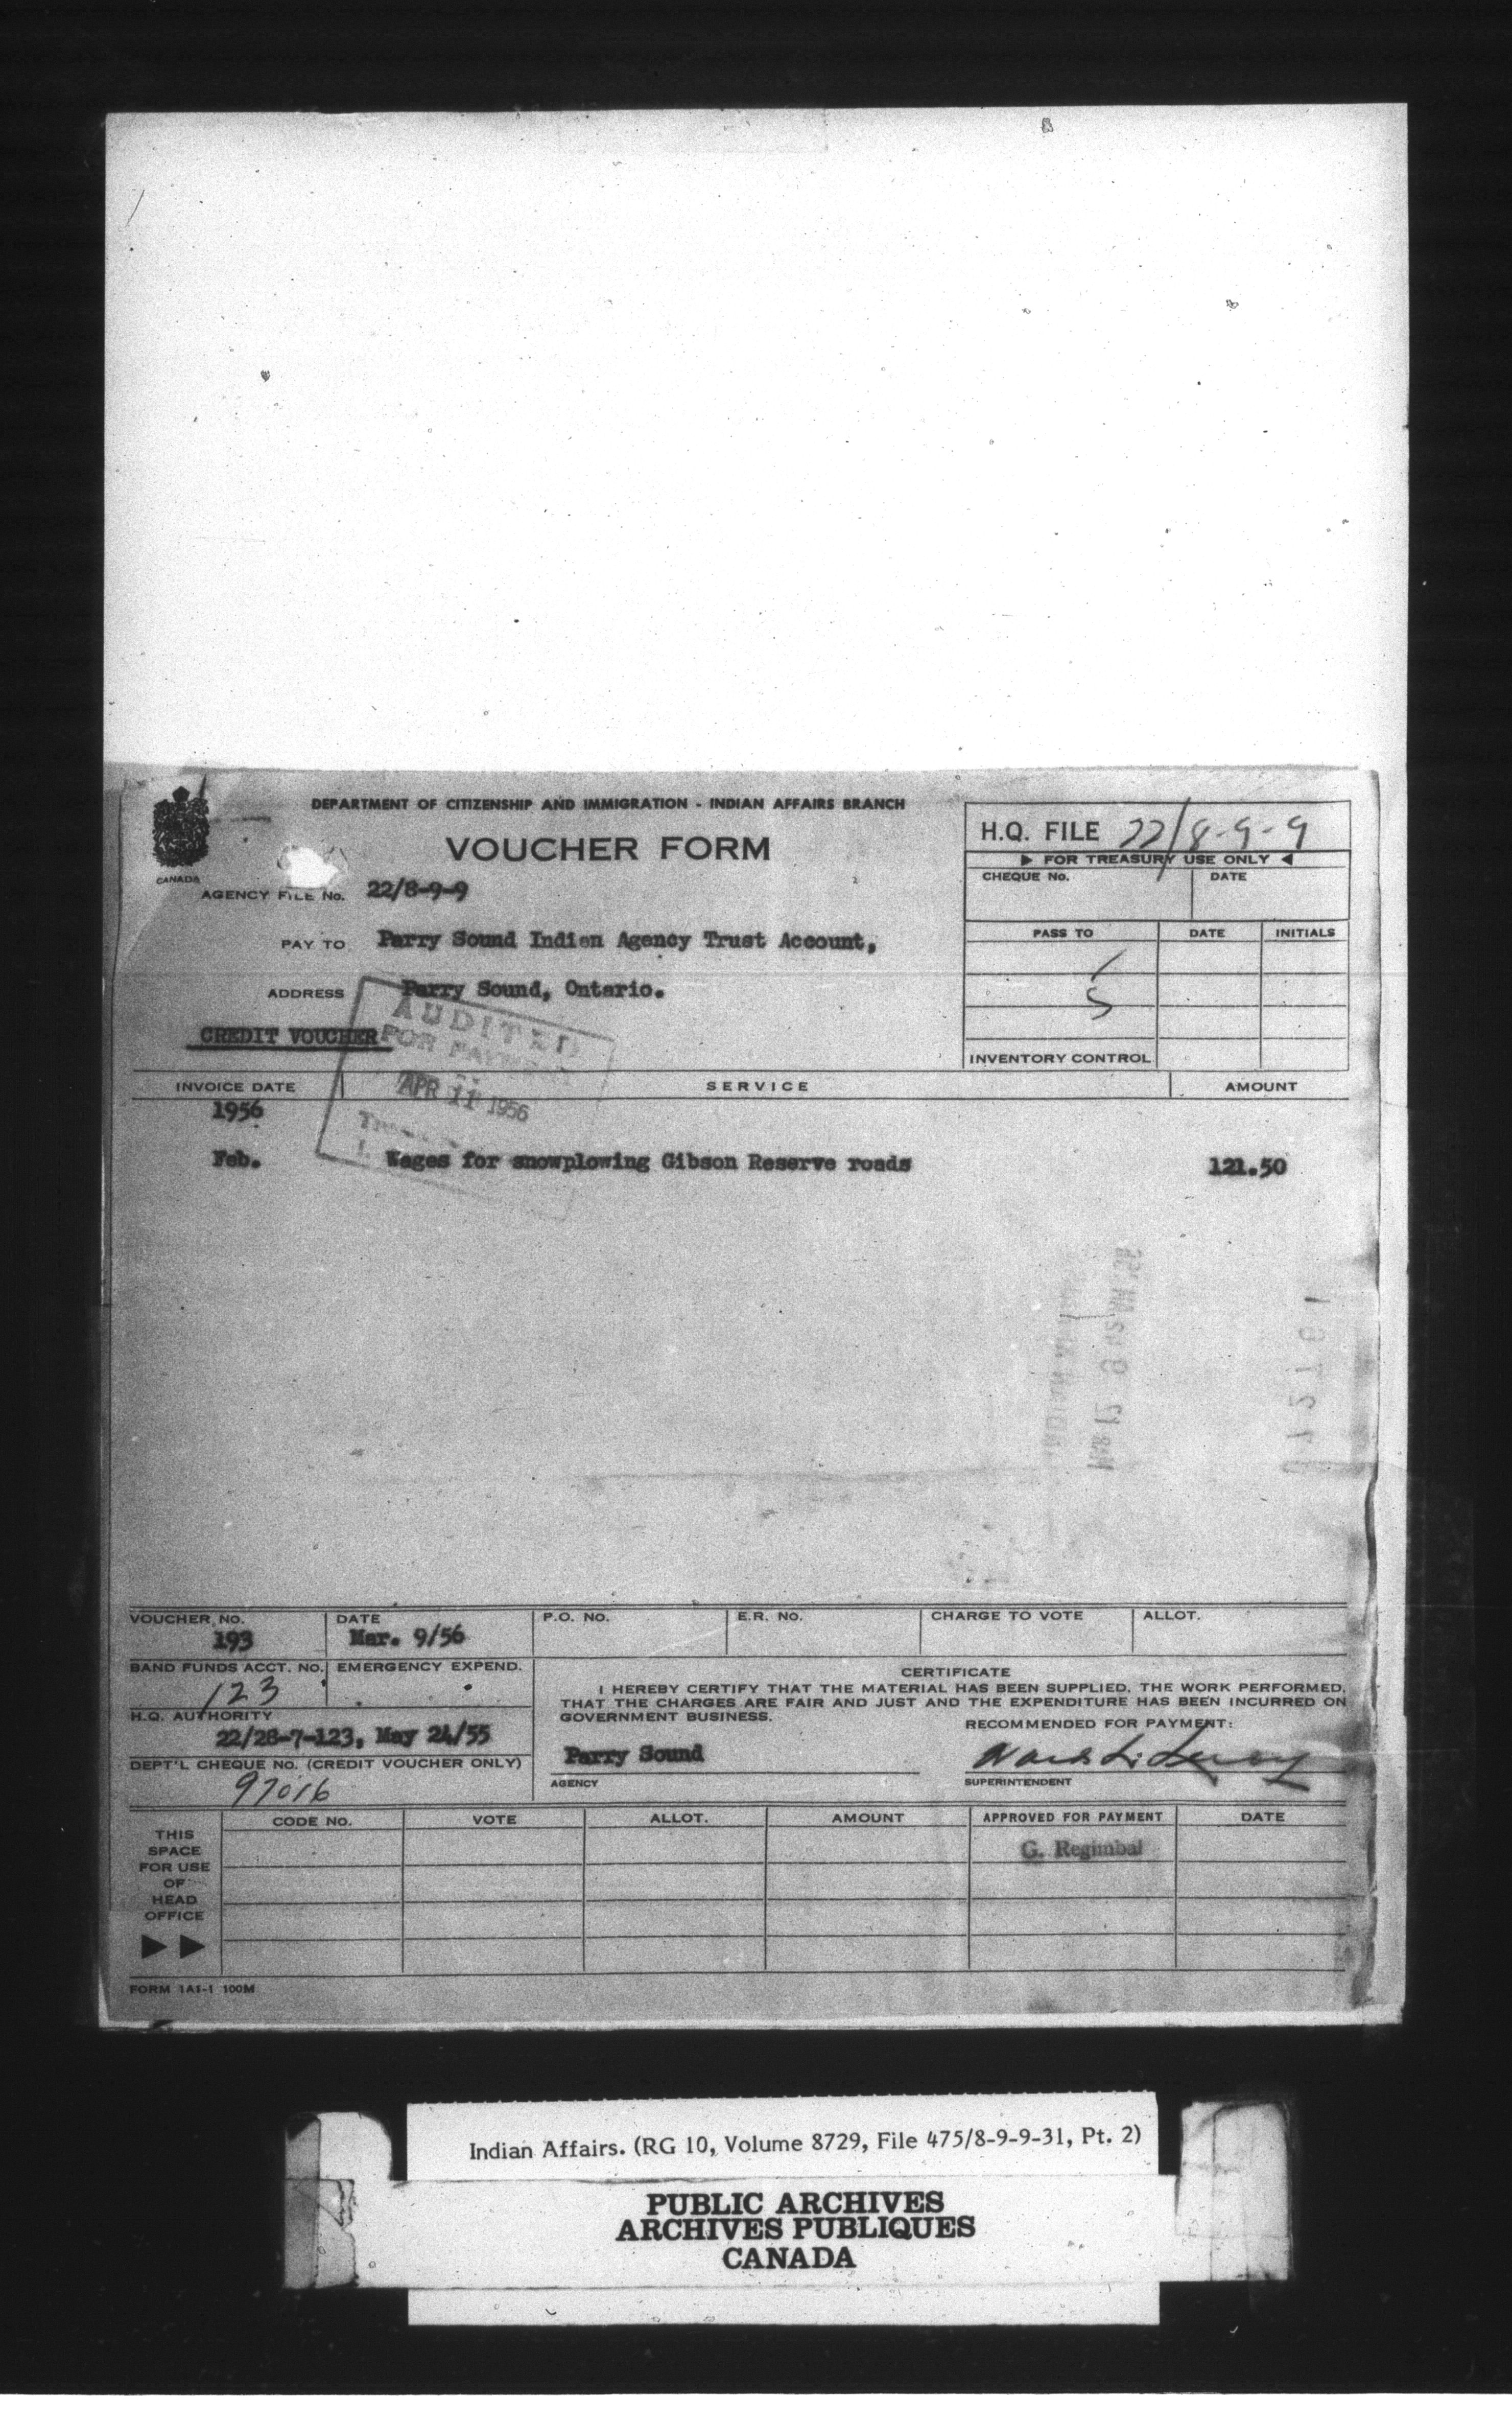 DEPARTMENT OF CITIZENSHIP AND IMMIGRATION - INDIAN AFFAIRS BRANCH
VOUCHER FORM
CANADA
H.Q. FILE 22/8-9-9
▶ FOR TREASURY USE ONLY ◀
CHEQUE No. DATE
AGENCY FILE No. 22/8-9-9
PASS TO DATE INITIALS
PAY TO Parry Sound Indian Agency Trust Account,
ADDRESS Parry Sound, Ontario.
5
CREDIT VOUCHER
INVENTORY CONTROL
AUDITED
FOR PAYMENT
APR 11 1956
INVOICE DATE SERVICE AMOUNT
1956
Feb. Wages for snowplowing Gibson Reserve roads 121.50
VOUCHER NO. DATE P.O. NO. E.R. NO. CHARGE TO VOTE ALLOT.
193 Mar. 9/56
BAND FUNDS ACCT. NO. EMERGENCY EXPEND.
123
H.Q. AUTHORITY
22/28-7-123, May 24/55
DEPT'L CHEQUE NO. (CREDIT VOUCHER ONLY)
97016
CERTIFICATE
I HEREBY CERTIFY THAT THE MATERIAL HAS BEEN SUPPLIED, THE WORK PERFORMED,
THAT THE CHARGES ARE FAIR AND JUST AND THE EXPENDITURE HAS BEEN INCURRED ON
GOVERNMENT BUSINESS.
RECOMMENDED FOR PAYMENT:
Parry Sound
AGENCY SUPERINTENDENT
THIS
SPACE
FOR USE
OF
HEAD
OFFICE
▶▶
CODE NO. VOTE ALLOT. AMOUNT APPROVED FOR PAYMENT DATE
G. Regimbal
FORM 1A1-1 100M
Indian Affairs. (RG 10, Volume 8729, File 475/8-9-9-31, Pt. 2)
PUBLIC ARCHIVES
ARCHIVES PUBLIQUES
CANADA